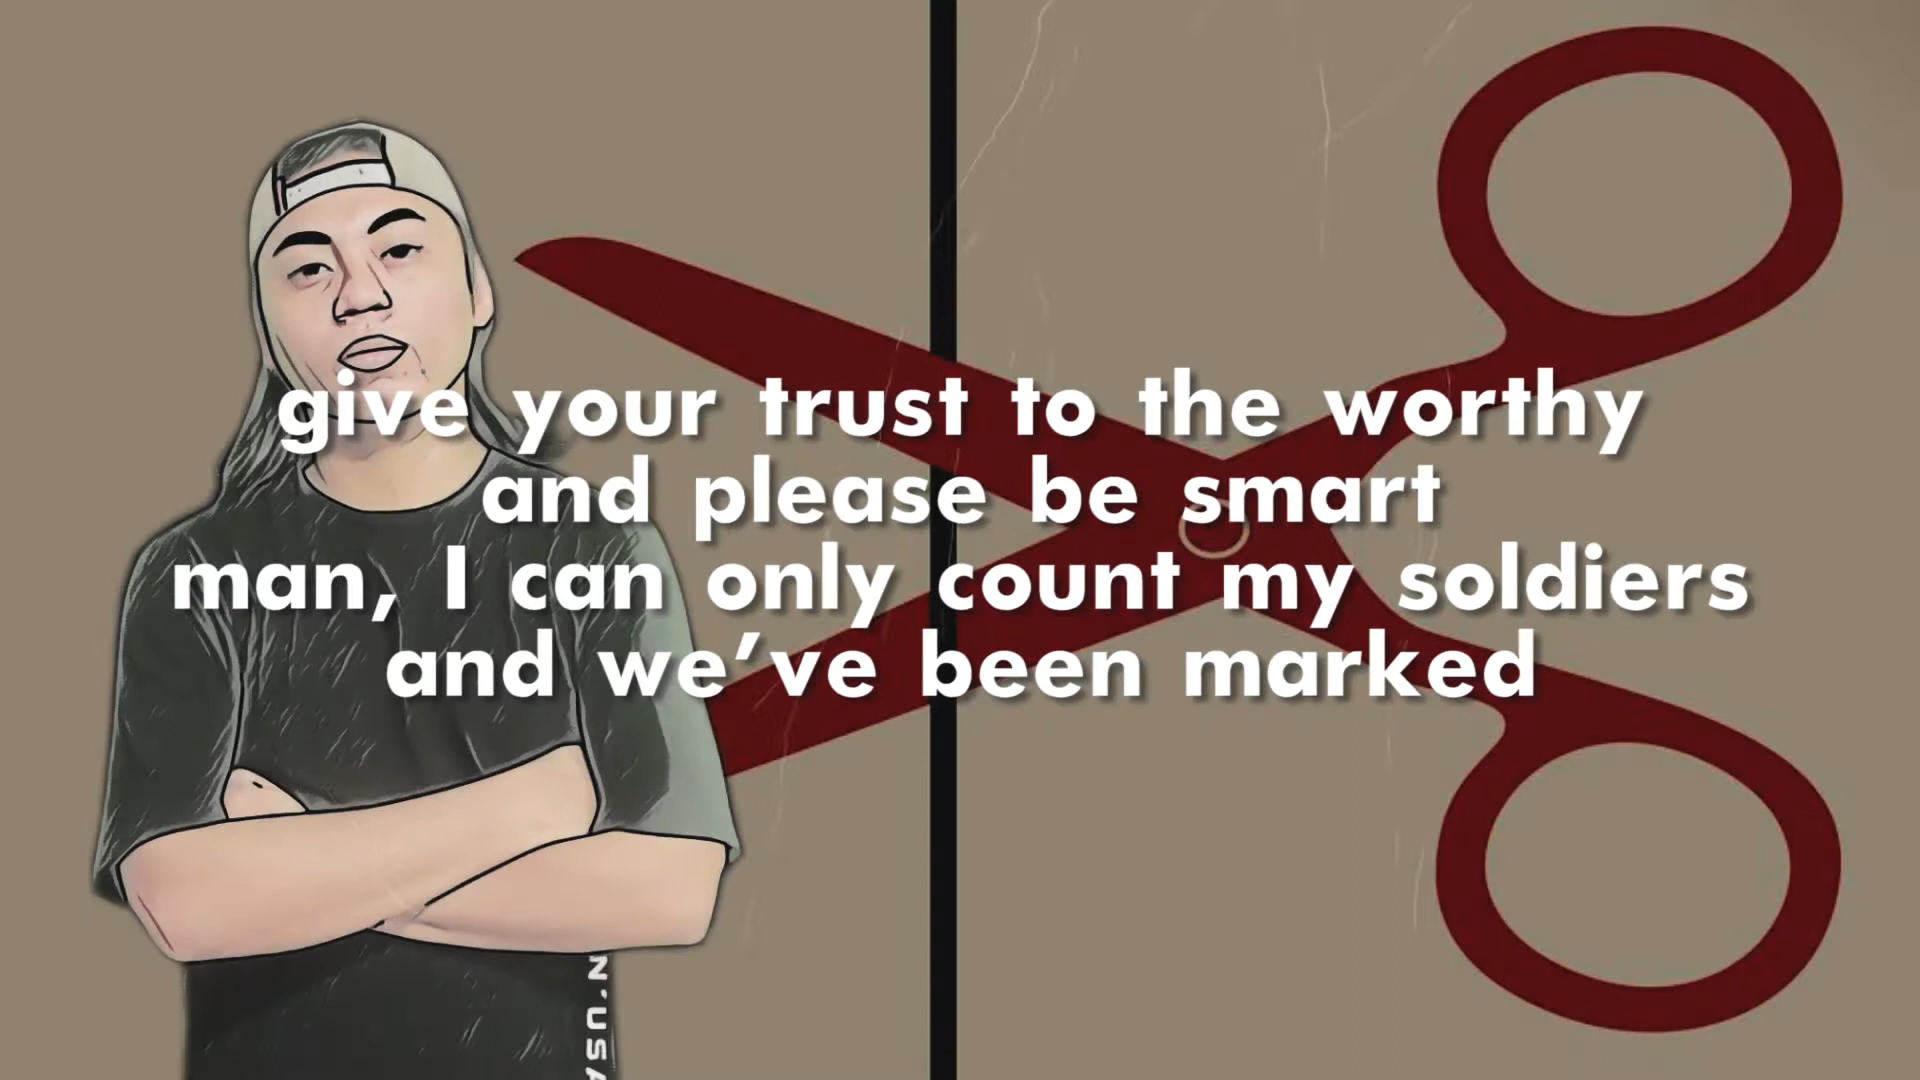 give your trust to the worthy
and please be smart
man, I can only count my soldiers
and we've been marked
N'USA